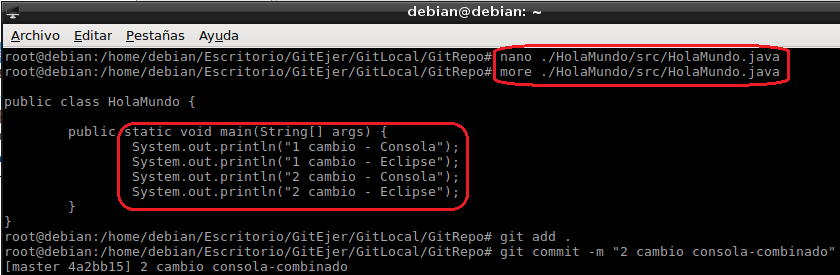 debian@debian: ~
Archivo Editar Pestañas Ayuda
root@debian:/home/debian/Escritorio/GitEjer/GitLocal/GitRepo# nano ./HolaMundo/src/HolaMundo.java
root@debian:/home/debian/Escritorio/GitEjer/GitLocal/GitRepo# more ./HolaMundo/src/HolaMundo.java
public class HolaMundo {
public static void main(String[] args) {
System.out.println("1 cambio - Consola");
System.out.println("1 cambio - Eclipse");
System.out.println("2 cambio - Consola");
System.out.println("2 cambio - Eclipse");
}
}
root@debian:/home/debian/Escritorio/GitEjer/GitLocal/GitRepo# git add .
root@debian:/home/debian/Escritorio/GitEjer/GitLocal/GitRepo# git commit -m "2 cambio consola-combinado"
[master 4a2bb15] 2 cambio consola-combinado